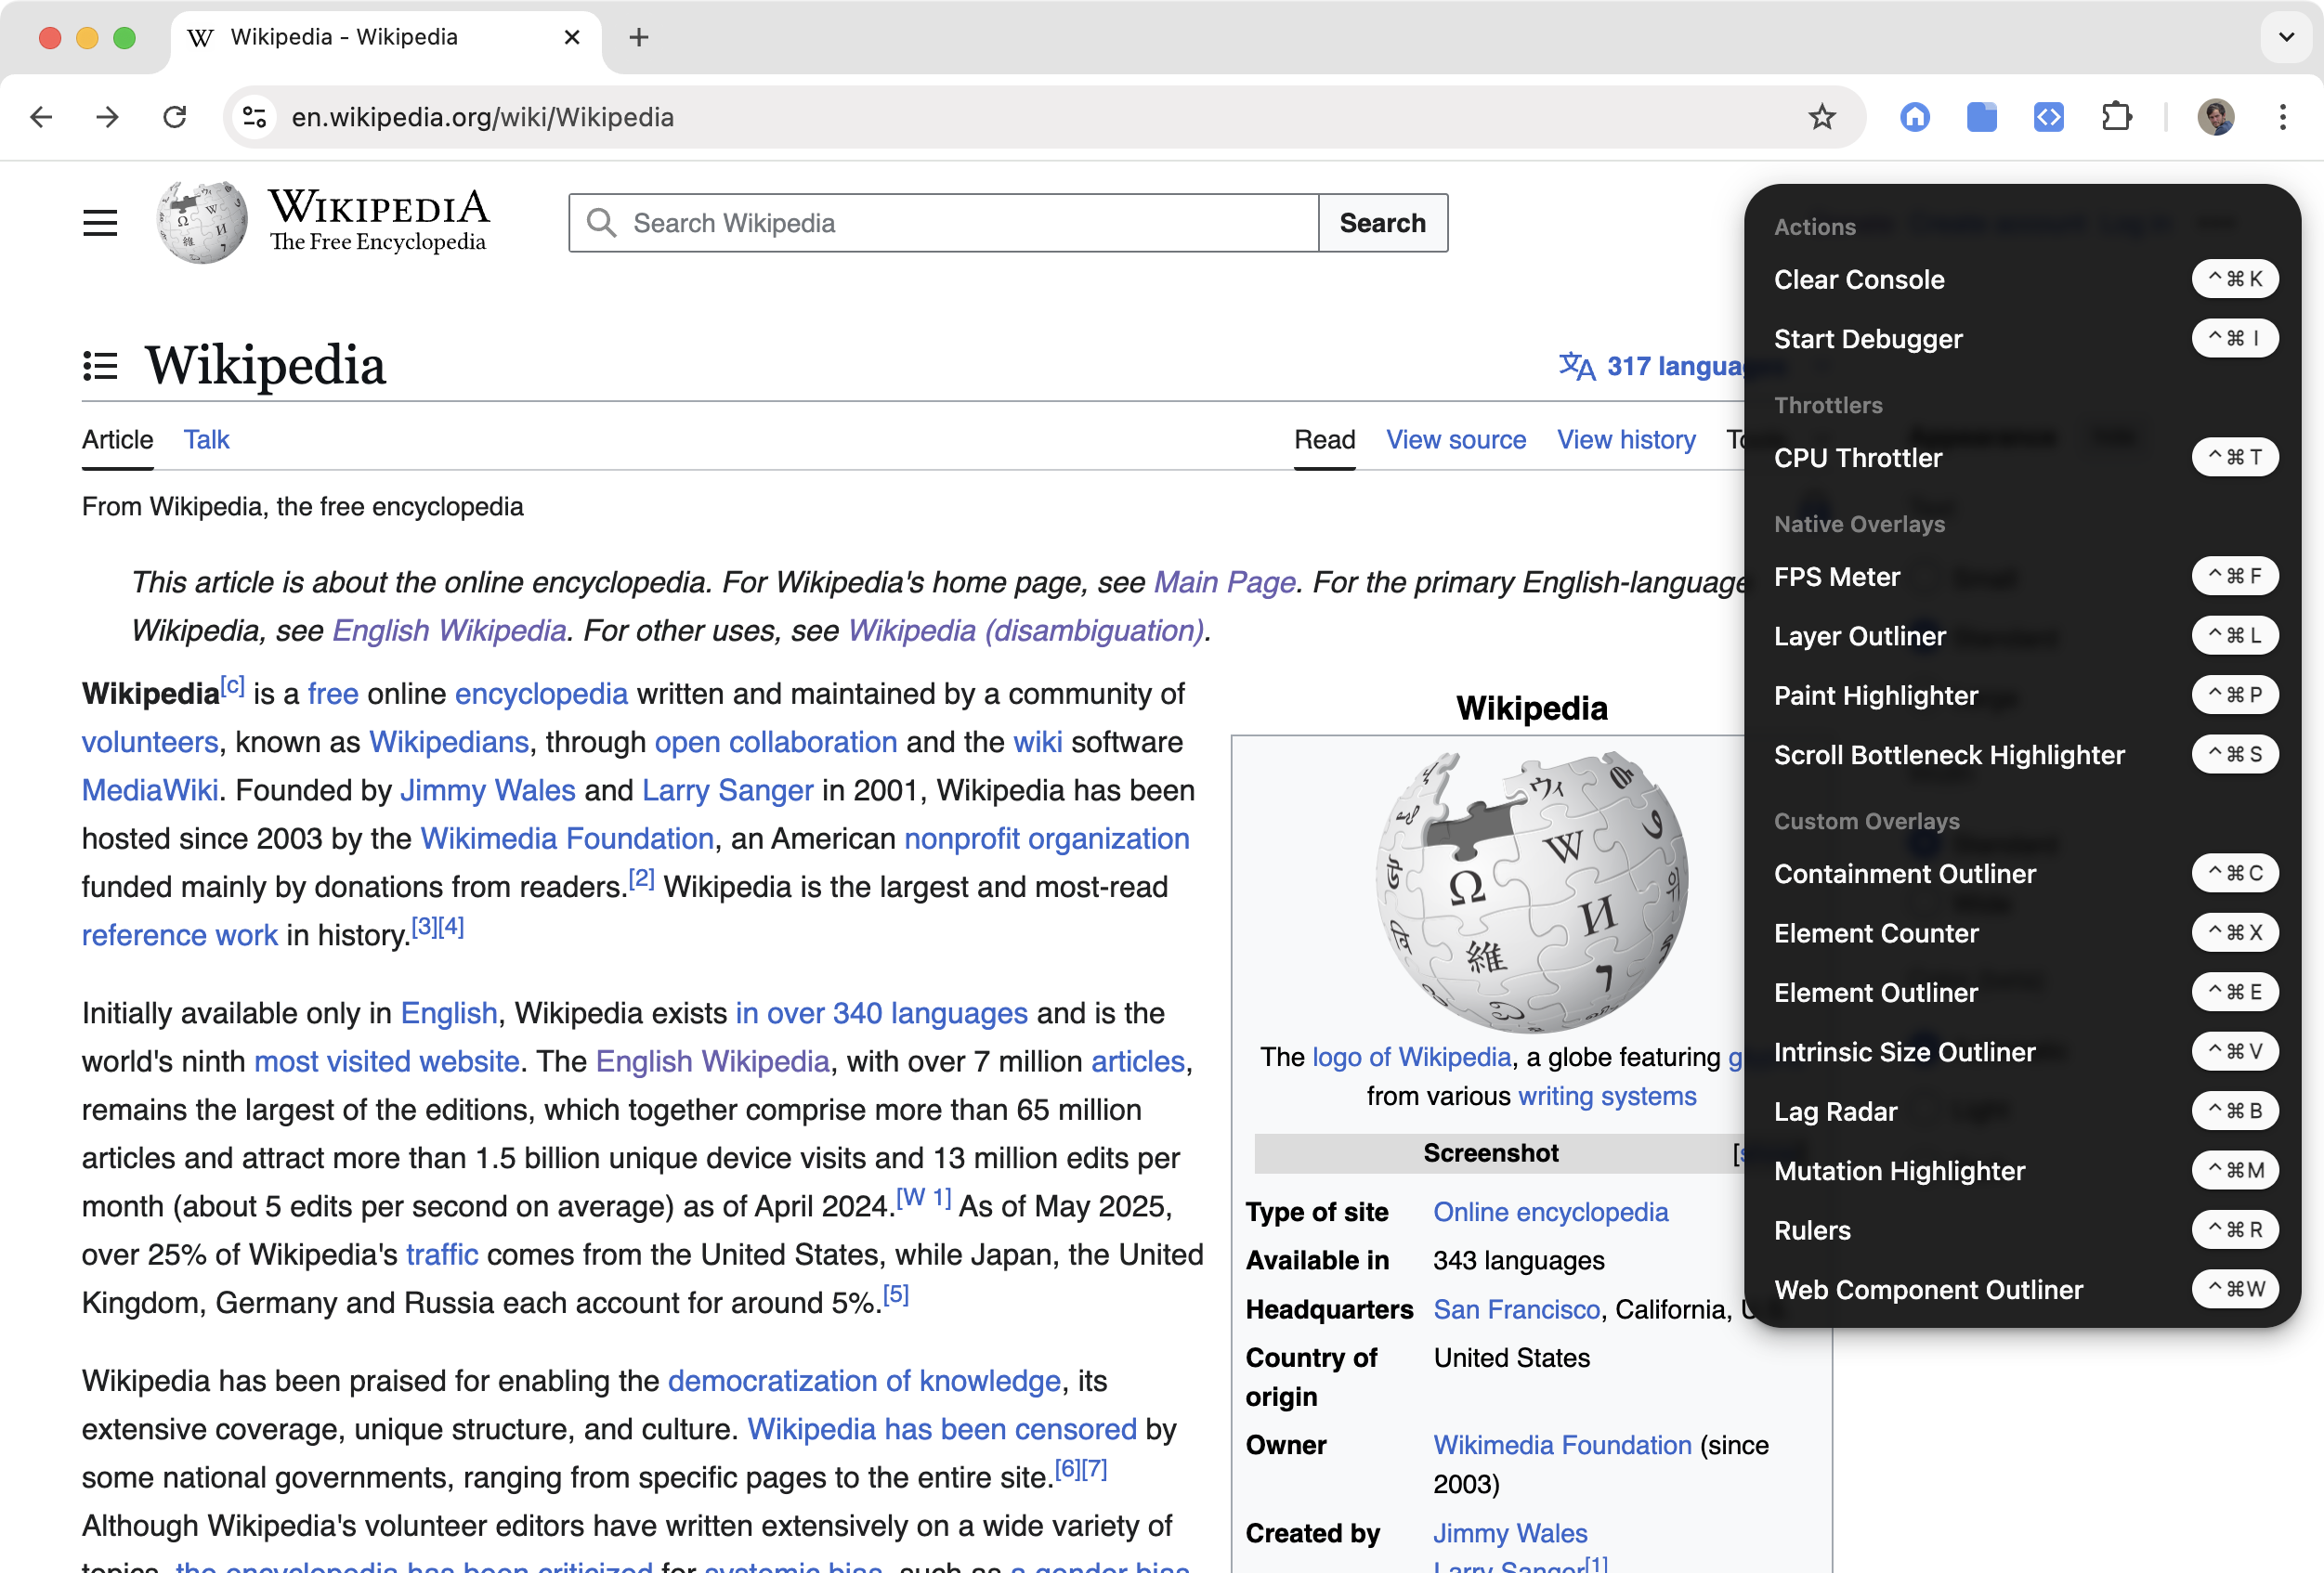 Wikipedia - Wikipedia
en.wikipedia.org/wiki/Wikipedia
WIKIPEDIA
The Free Encyclopedia
Search Wikipedia
Search
Wikipedia
317 languages
Article Talk
Read View source View history
From Wikipedia, the free encyclopedia
This article is about the online encyclopedia. For Wikipedia's home page, see Main Page. For the primary English-language
Wikipedia, see English Wikipedia. For other uses, see Wikipedia (disambiguation).
Wikipedia[c] is a free online encyclopedia written and maintained by a community of
volunteers, known as Wikipedians, through open collaboration and the wiki software
MediaWiki. Founded by Jimmy Wales and Larry Sanger in 2001, Wikipedia has been
hosted since 2003 by the Wikimedia Foundation, an American nonprofit organization
funded mainly by donations from readers.[2] Wikipedia is the largest and most-read
reference work in history.[3][4]
Initially available only in English, Wikipedia exists in over 340 languages and is the
world's ninth most visited website. The English Wikipedia, with over 7 million articles,
remains the largest of the editions, which together comprise more than 65 million
articles and attract more than 1.5 billion unique device visits and 13 million edits per
month (about 5 edits per second on average) as of April 2024.[W 1] As of May 2025,
over 25% of Wikipedia's traffic comes from the United States, while Japan, the United
Kingdom, Germany and Russia each account for around 5%.[5]
Wikipedia has been praised for enabling the democratization of knowledge, its
extensive coverage, unique structure, and culture. Wikipedia has been censored by
some national governments, ranging from specific pages to the entire site.[6][7]
Although Wikipedia's volunteer editors have written extensively on a wide variety of
topics, the encyclopedia has been criticized for systemic bias, such as a gender bias
Wikipedia
Ω W И 維 ウィ 7
The logo of Wikipedia, a globe featuring
from various writing systems
Screenshot
Type of site Online encyclopedia
Available in 343 languages
Headquarters San Francisco, California,
Country of United States
origin
Owner Wikimedia Foundation (since
2003)
Created by Jimmy Wales
Larry Sanger[1]
Actions
Clear Console ⌃⌘K
Start Debugger ⌃⌘I
Throttlers
CPU Throttler ⌃⌘T
Native Overlays
FPS Meter ⌃⌘F
Layer Outliner ⌃⌘L
Paint Highlighter ⌃⌘P
Scroll Bottleneck Highlighter ⌃⌘S
Custom Overlays
Containment Outliner ⌃⌘C
Element Counter ⌃⌘X
Element Outliner ⌃⌘E
Intrinsic Size Outliner ⌃⌘V
Lag Radar ⌃⌘B
Mutation Highlighter ⌃⌘M
Rulers ⌃⌘R
Web Component Outliner ⌃⌘W